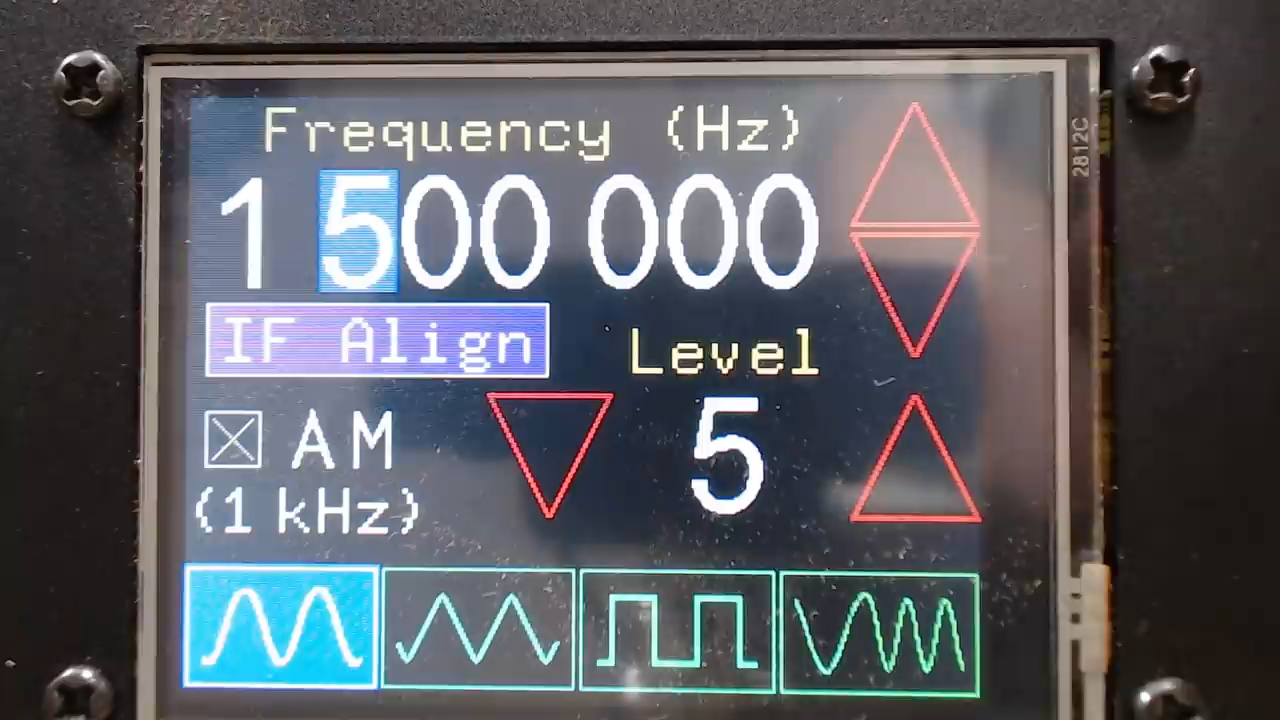 Frequency (Hz)
1 500 000
IF Align
Level
AM
5
(1 kHz)
2812C